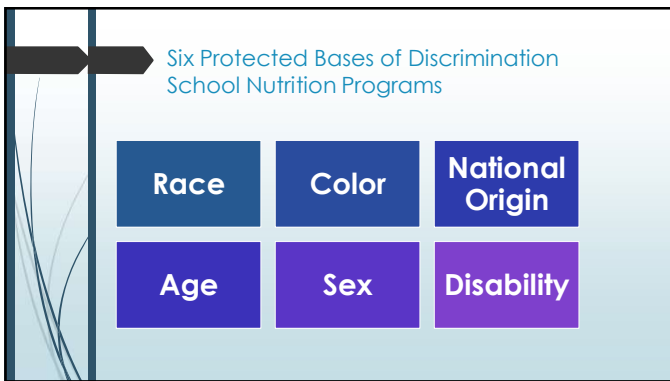 Six Protected Bases of Discrimination
School Nutrition Programs
Race
Color
National
Origin
Age
Sex
Disability